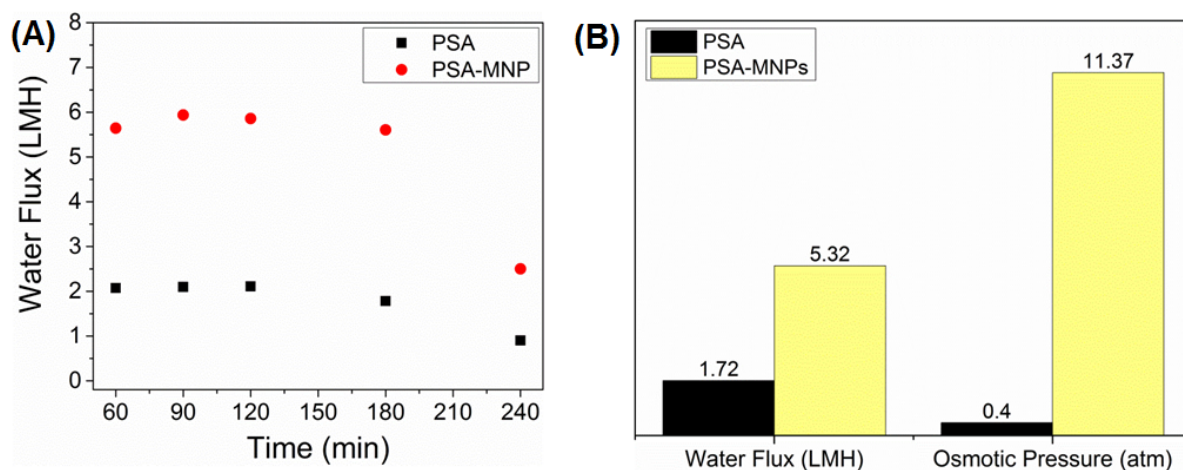 (A)
PSA
PSA-MNP
Water Flux (LMH)
8
7
6
5
4
3
2
1
0
60 90 120 150 180 210 240
Time (min)
(B)
PSA
PSA-MNPs
11.37
5.32
1.72
0.4
Water Flux (LMH) Osmotic Pressure (atm)